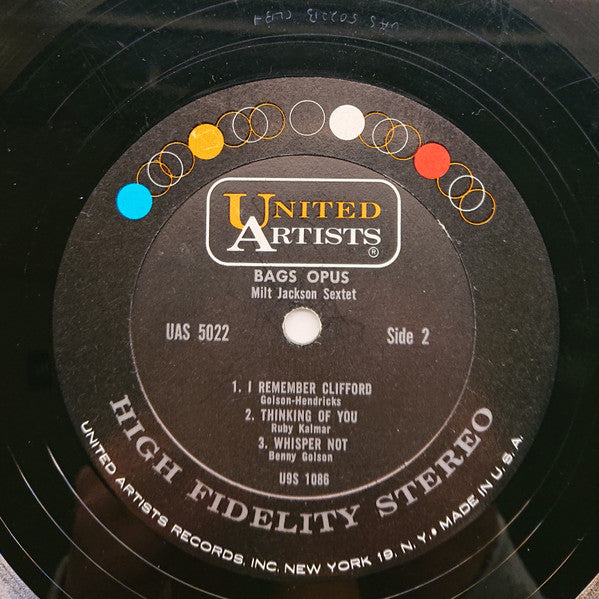 UNITED
ARTISTS
®
BAGS OPUS
Milt Jackson Sextet
UAS 5022
Side 2
1. I REMEMBER CLIFFORD
Golson-Hendricks
2. THINKING OF YOU
Ruby Kalmar
3. WHISPER NOT
Benny Golson
U9S 1086
HIGH FIDELITY STEREO
UNITED ARTISTS RECORDS, INC. NEW YORK 19, N.Y. • MADE IN U.S.A.